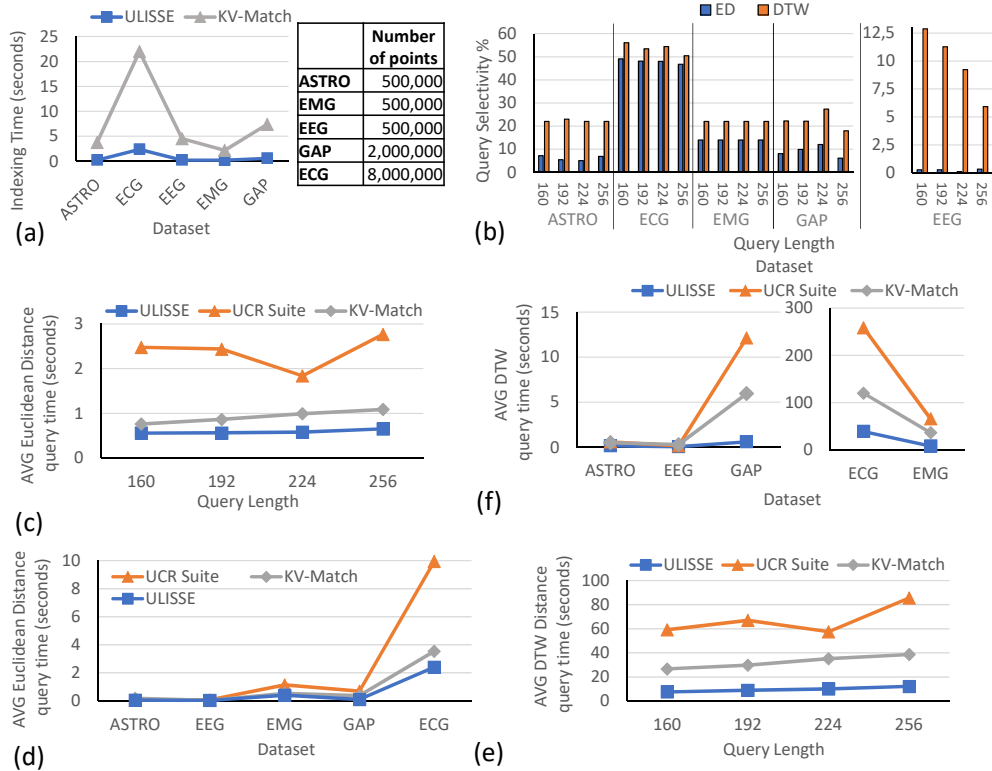 ULISSE KV-Match
Indexing Time (seconds)
25
20
15
10
5
0
ASTRO ECG EEG EMG GAP
Dataset
(a)
Number of points
ASTRO 500,000
EMG 500,000
EEG 500,000
GAP 2,000,000
ECG 8,000,000
ED DTW
Query Selectivity %
60
50
40
30
20
10
0
160 192 224 256 160 192 224 256 160 192 224 256 160 192 224 256
ASTRO ECG EMG GAP
12,5
10
7,5
5
2,5
0
160 192 224 256
EEG
Query Length
Dataset
(b)
ULISSE UCR Suite KV-Match
AVG Euclidean Distance
query time (seconds)
3
2
1
0
160 192 224 256
Query Length
(c)
ULISSE UCR Suite KV-Match
AVG DTW
query time (seconds)
15
10
5
0
ASTRO EEG GAP
300
200
100
0
ECG EMG
Dataset
(f)
AVG Euclidean Distance
query time (seconds)
10
8
6
4
2
0
UCR Suite KV-Match
ULISSE
ASTRO EEG EMG GAP ECG
Dataset
(d)
ULISSE UCR Suite KV-Match
AVG DTW Distance
query time (seconds)
100
80
60
40
20
0
160 192 224 256
Query Length
(e)